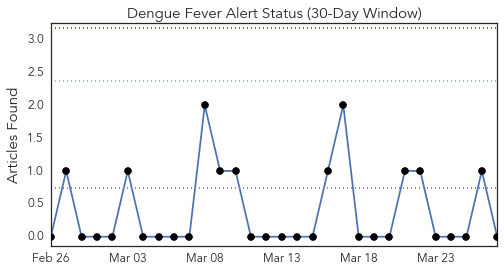 Dengue Fever Alert Status (30-Day Window)
Articles Found
3.0
2.5
2.0
1.5
1.0
0.5
0.0
Feb 26 Mar 03 Mar 08 Mar 13 Mar 18 Mar 23